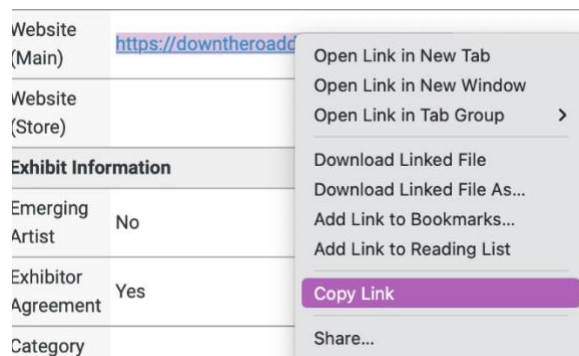 Website
(Main)
https://downtheroadd
Website
(Store)
Exhibit Information
Emerging
Artist
No
Exhibitor
Agreement
Yes
Category
Open Link in New Tab
Open Link in New Window
Open Link in Tab Group
Download Linked File
Download Linked File As...
Add Link to Bookmarks...
Add Link to Reading List
Copy Link
Share...